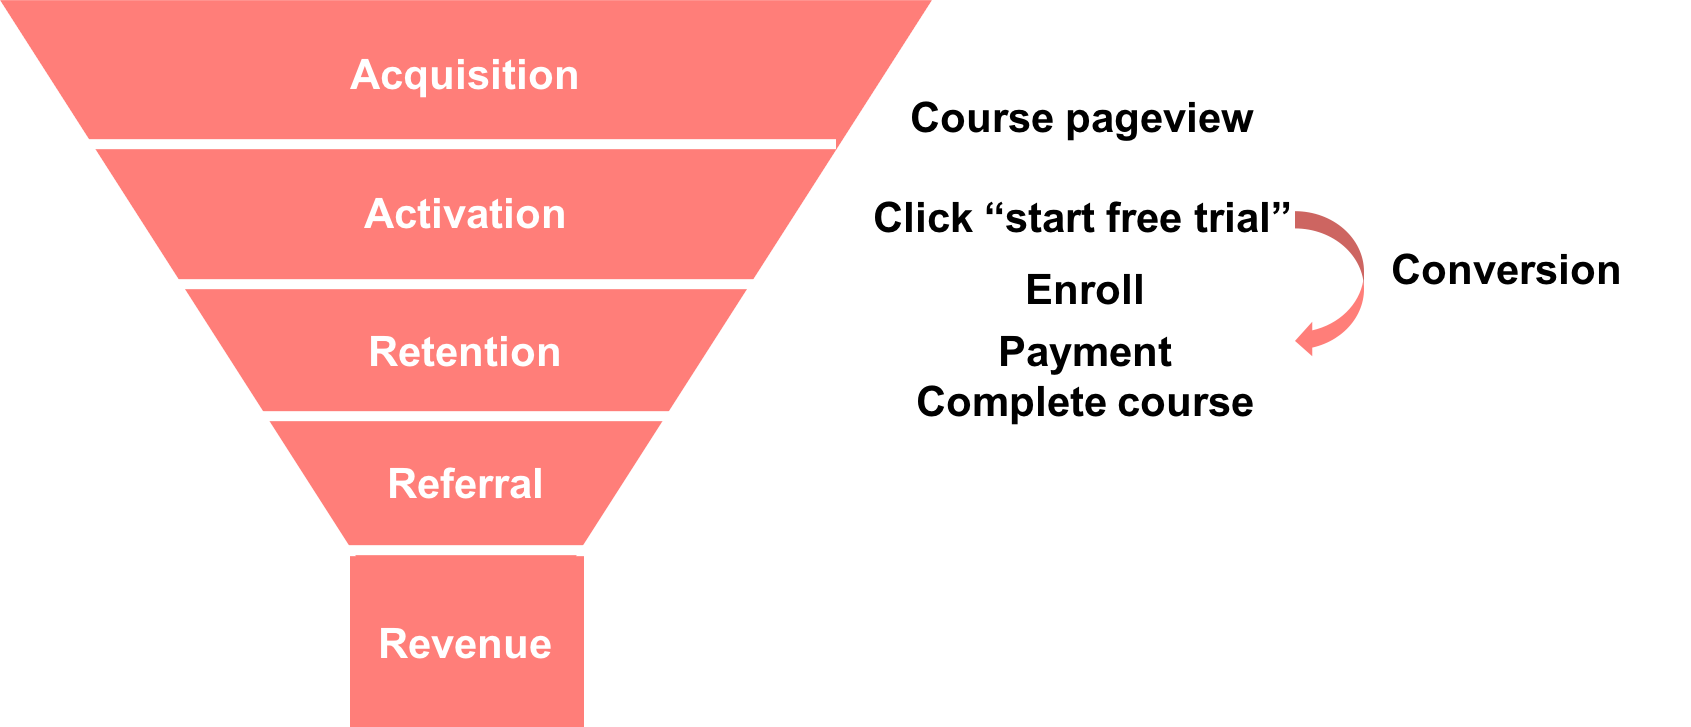 Acquisition
Course pageview
Activation
Click “start free trial”
Conversion
Enroll
Retention
Payment
Complete course
Referral
Revenue